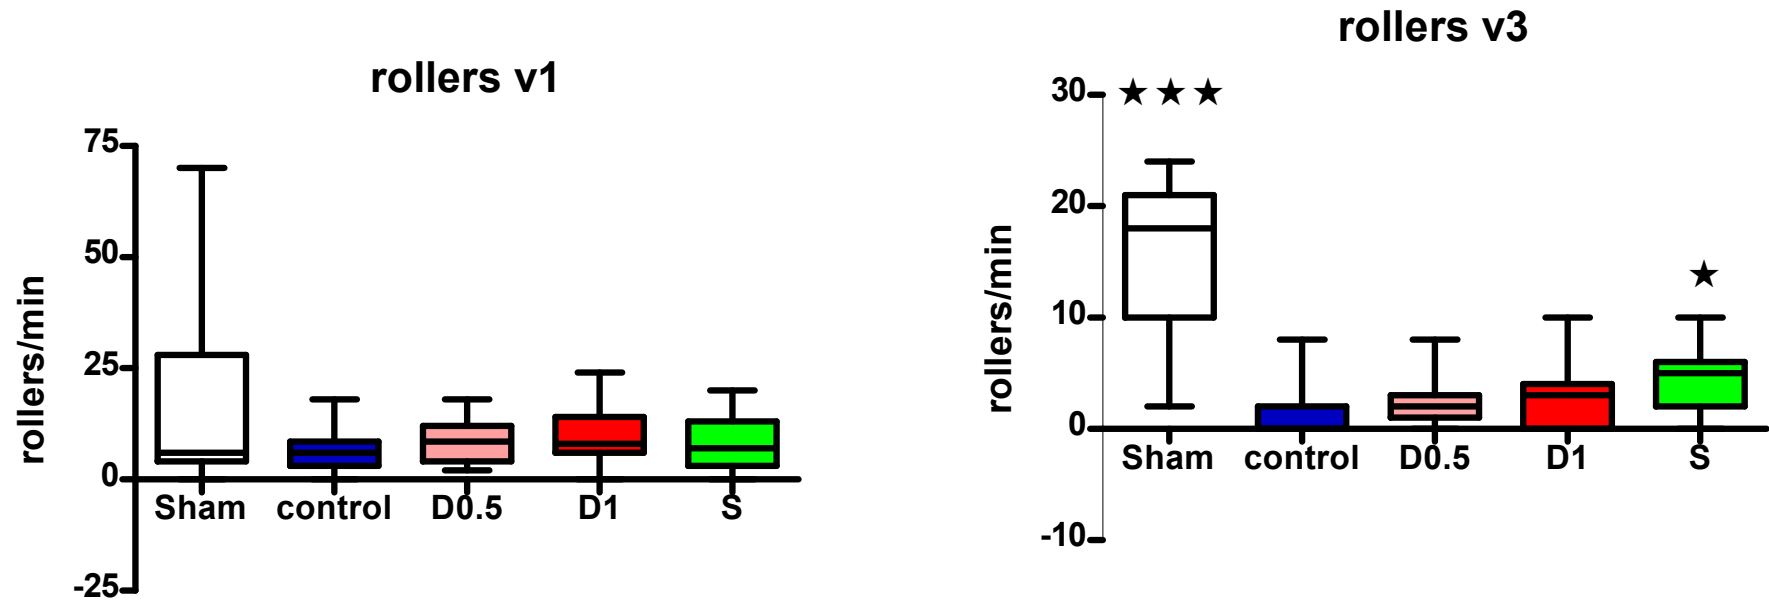 rollers v1
rollers/min
75
50
25
0
-25
Sham control D0.5 D1 S
rollers v3
rollers/min
30
20
10
0
-10
★★★
★
Sham control D0.5 D1 S